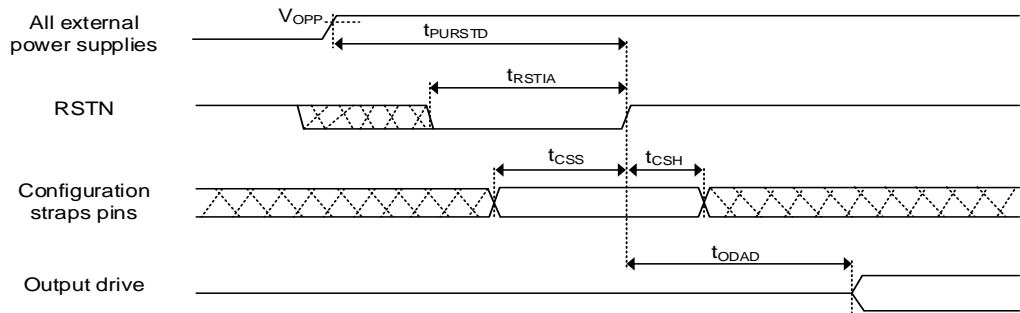 All external
power supplies
VOPP
tPURSTD
RSTN
tRSTIA
Configuration
straps pins
tCSS
tCSH
Output drive
tODAD